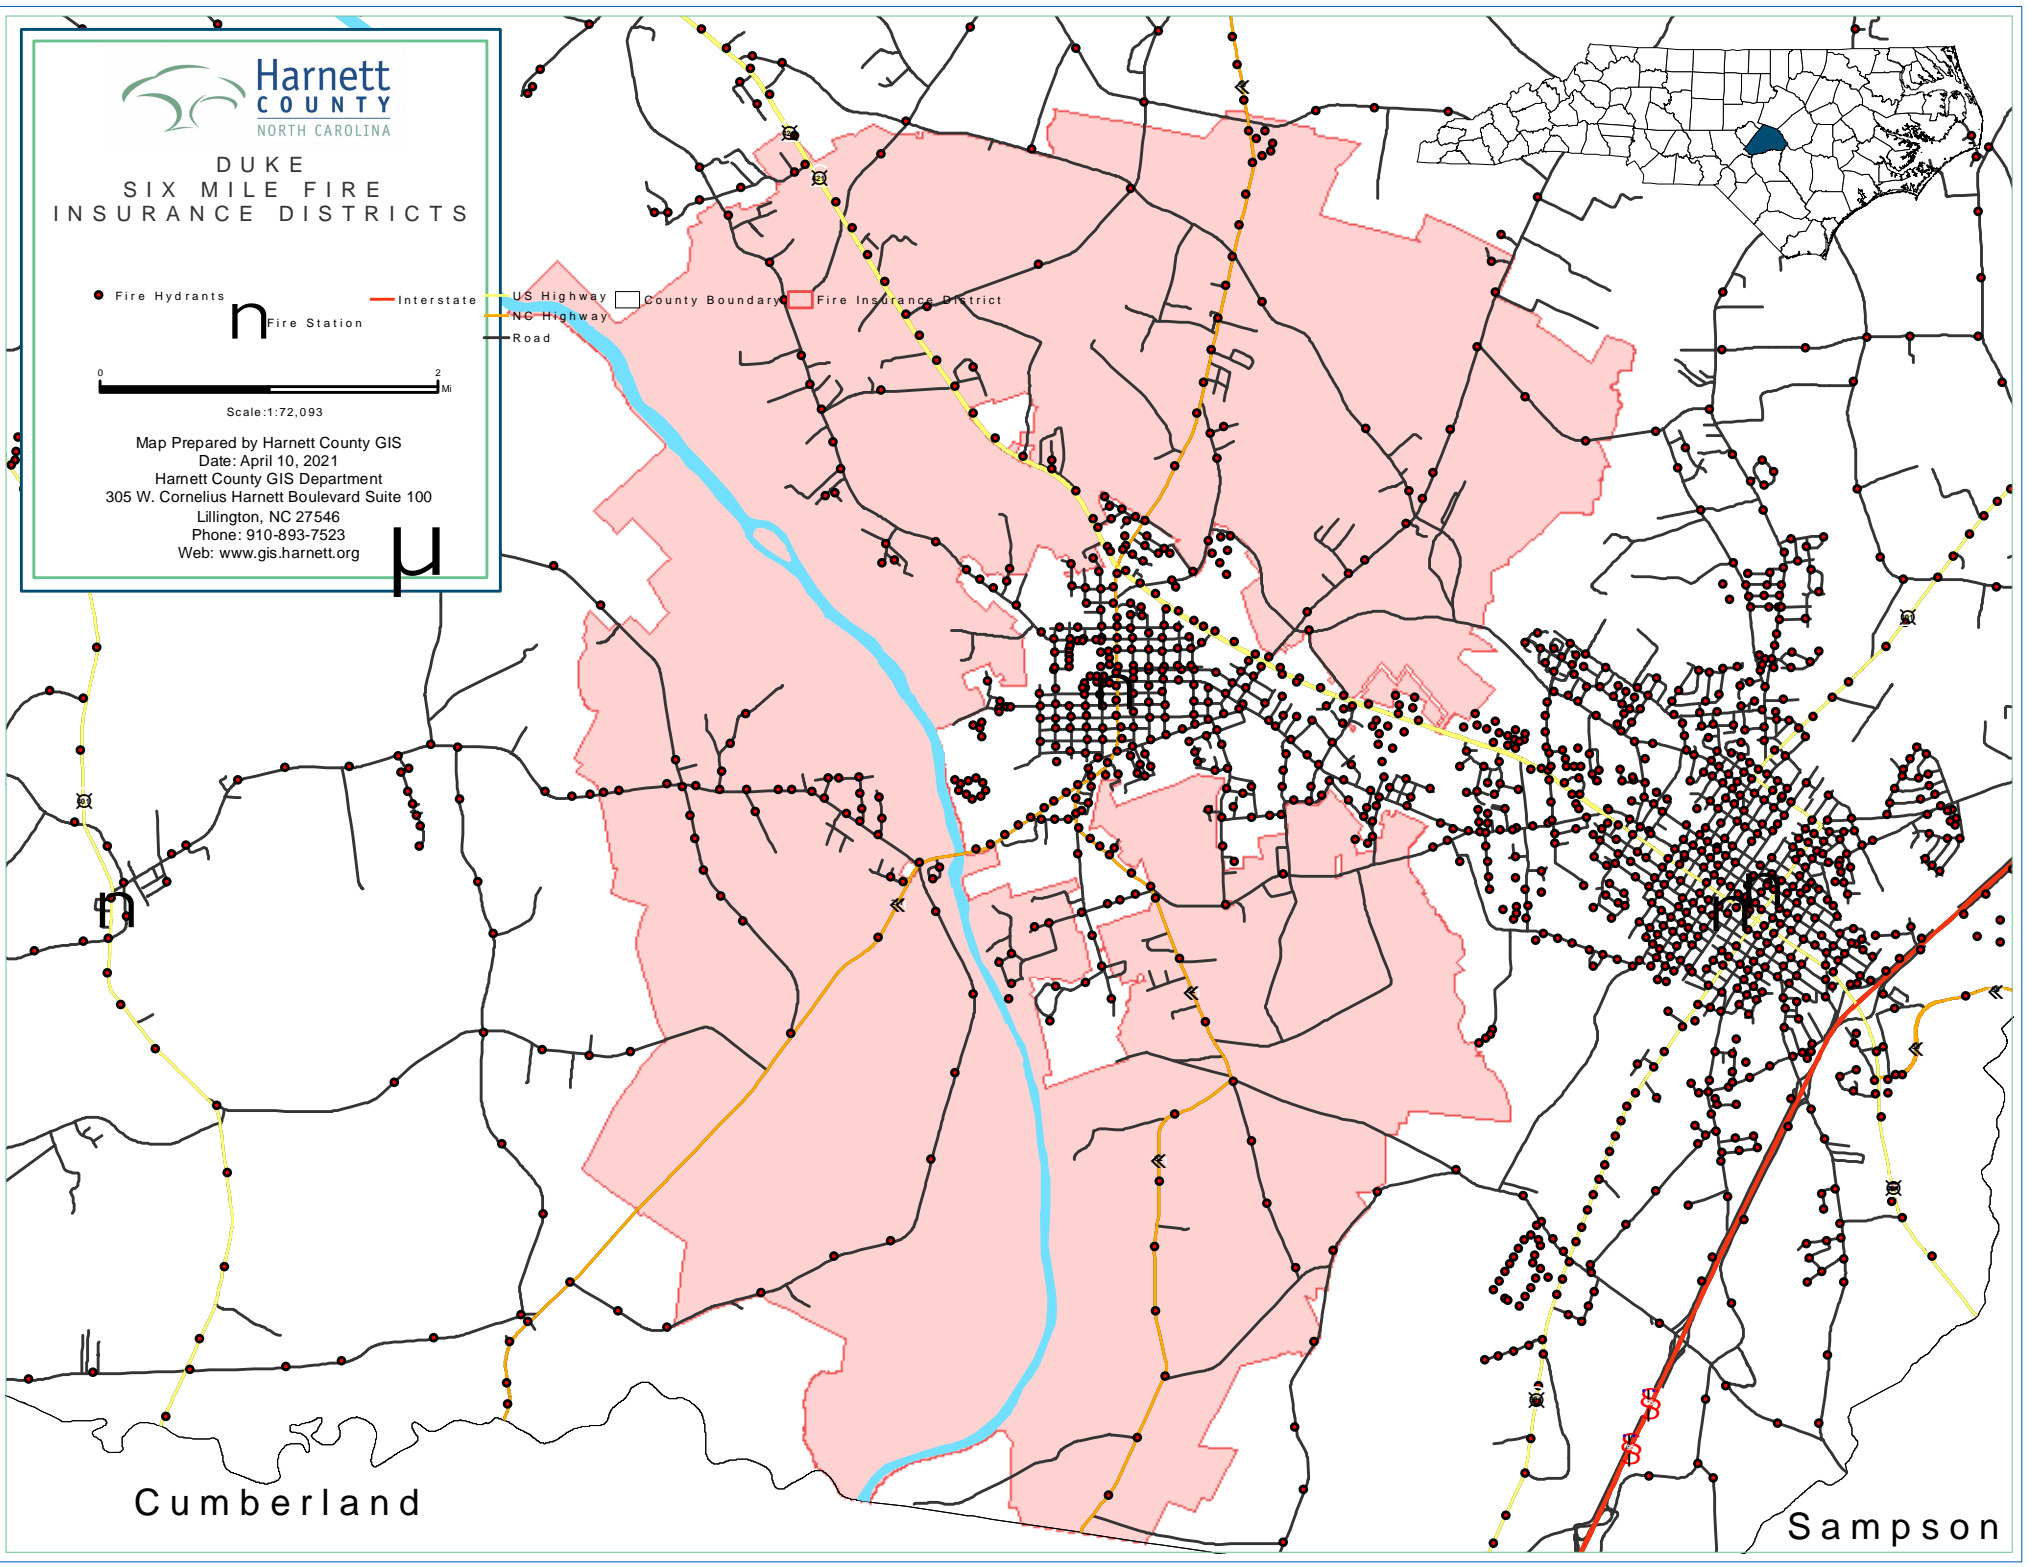 Harnett
COUNTY
NORTH CAROLINA
DUKE
SIX MILE FIRE
INSURANCE DISTRICTS
Fire Hydrants
n Fire Station
Interstate
US Highway
NC Highway
Road
County Boundary
Fire Insurance District
0 2
Mi
Scale:1:72,093
Map Prepared by Harnett County GIS
Date: April 10, 2021
Harnett County GIS Department
305 W. Cornelius Harnett Boulevard Suite 100
Lillington, NC 27546
Phone: 910-893-7523
Web: www.gis.harnett.org
µ
421
n
n
n
n
Cumberland
Sampson